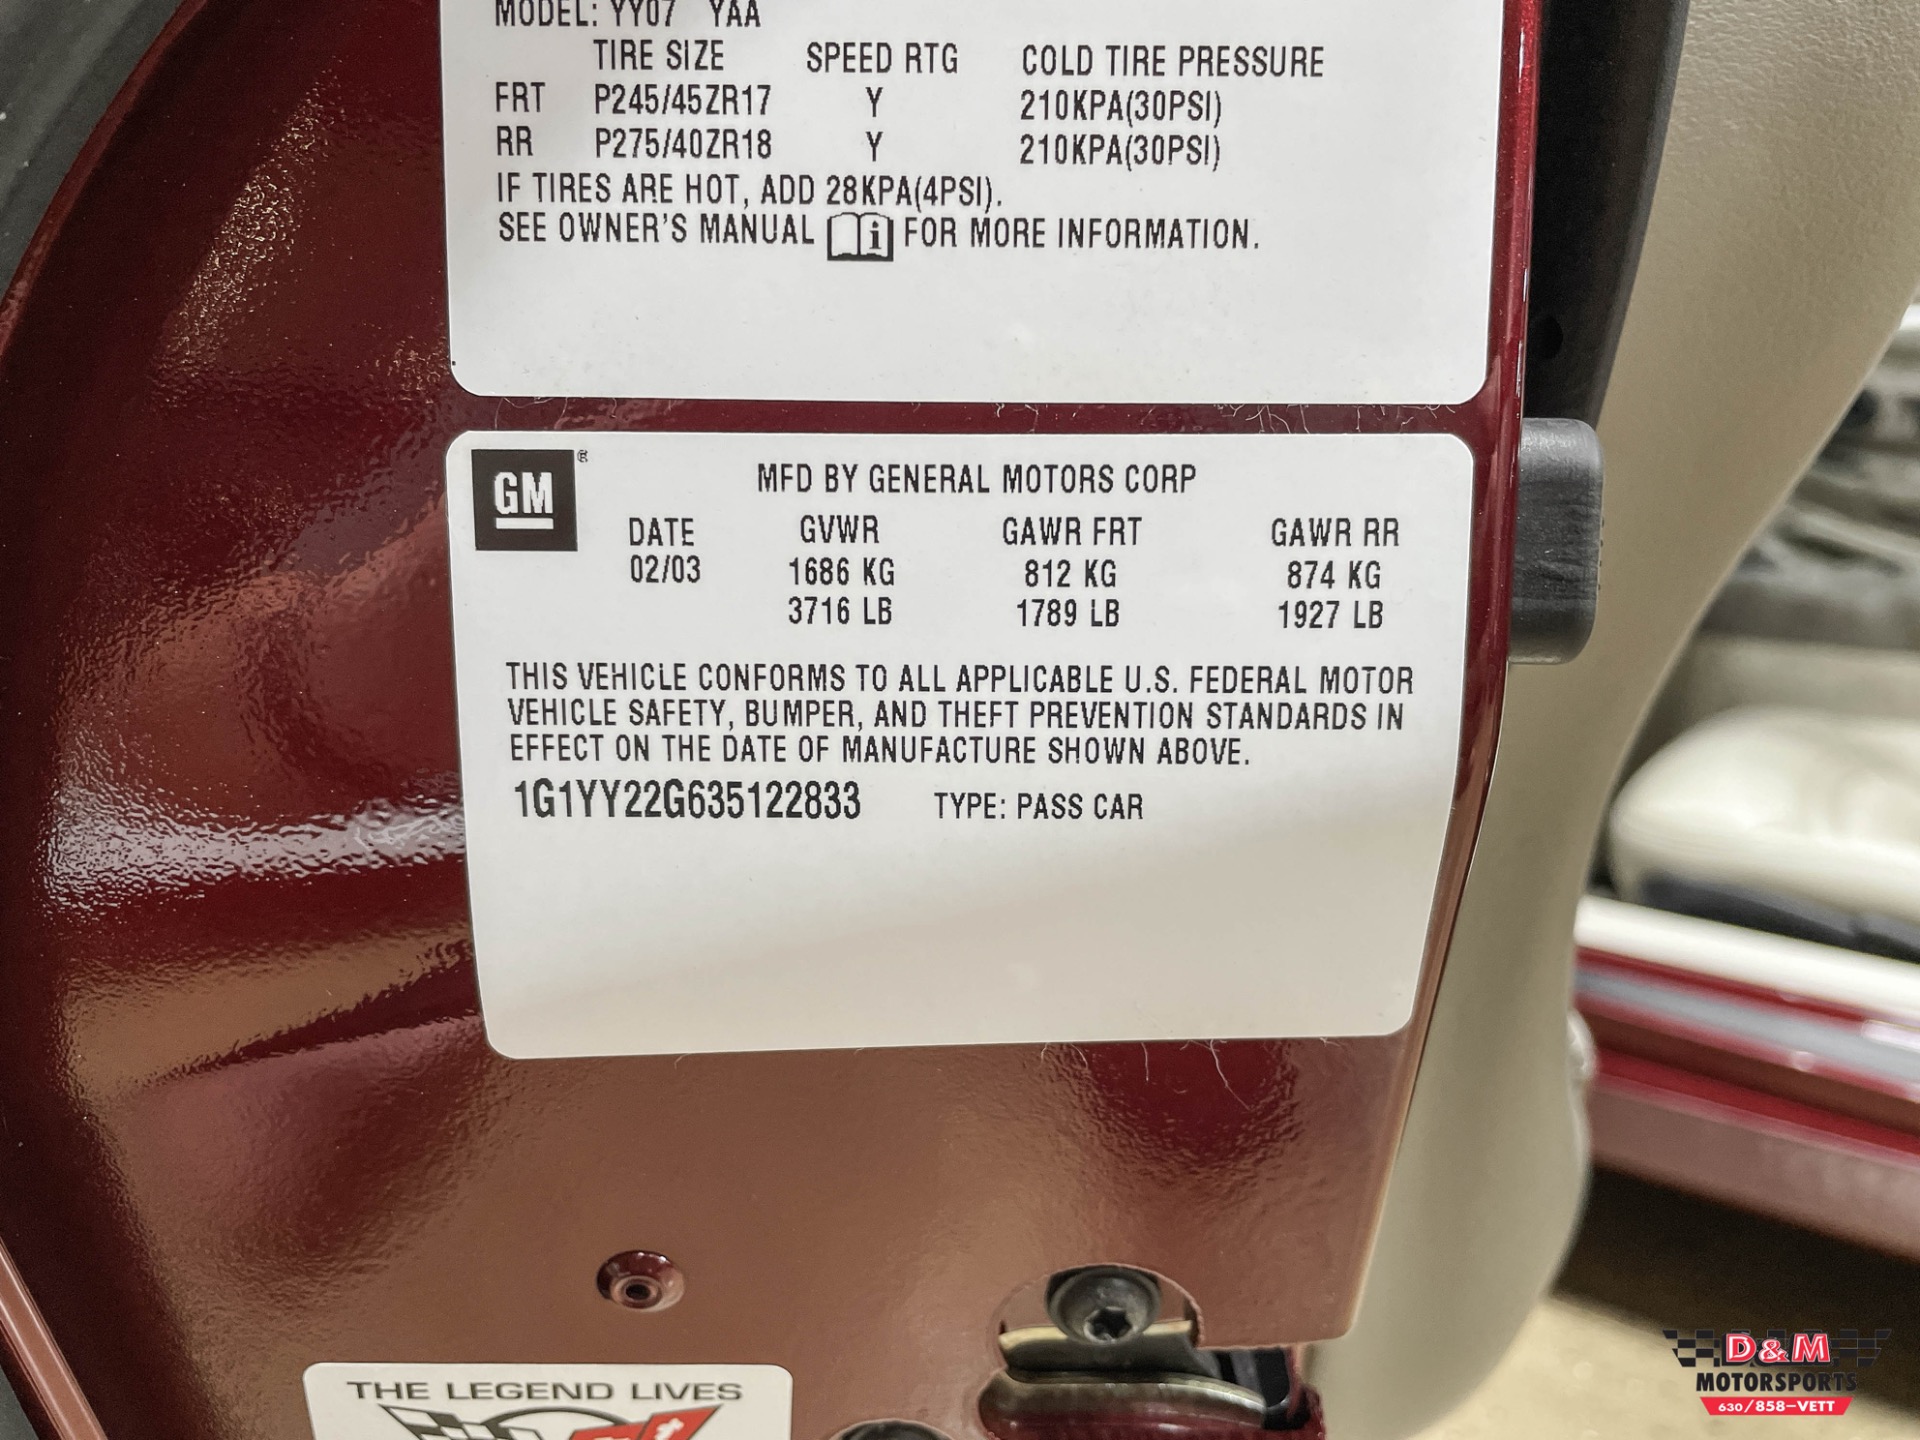 MODEL: YY07 YAA
TIRE SIZE SPEED RTG COLD TIRE PRESSURE
FRT P245/45ZR17 Y 210KPA(30PSI)
RR P275/40ZR18 Y 210KPA(30PSI)
IF TIRES ARE HOT, ADD 28KPA(4PSI).
SEE OWNER'S MANUAL i FOR MORE INFORMATION.
GM ®
MFD BY GENERAL MOTORS CORP
DATE GVWR GAWR FRT GAWR RR
02/03 1686 KG 812 KG 874 KG
3716 LB 1789 LB 1927 LB
THIS VEHICLE CONFORMS TO ALL APPLICABLE U.S. FEDERAL MOTOR
VEHICLE SAFETY, BUMPER, AND THEFT PREVENTION STANDARDS IN
EFFECT ON THE DATE OF MANUFACTURE SHOWN ABOVE.
1G1YY22G635122833 TYPE: PASS CAR
THE LEGEND LIVES
D&M
MOTORSPORTS
630/858-VETT